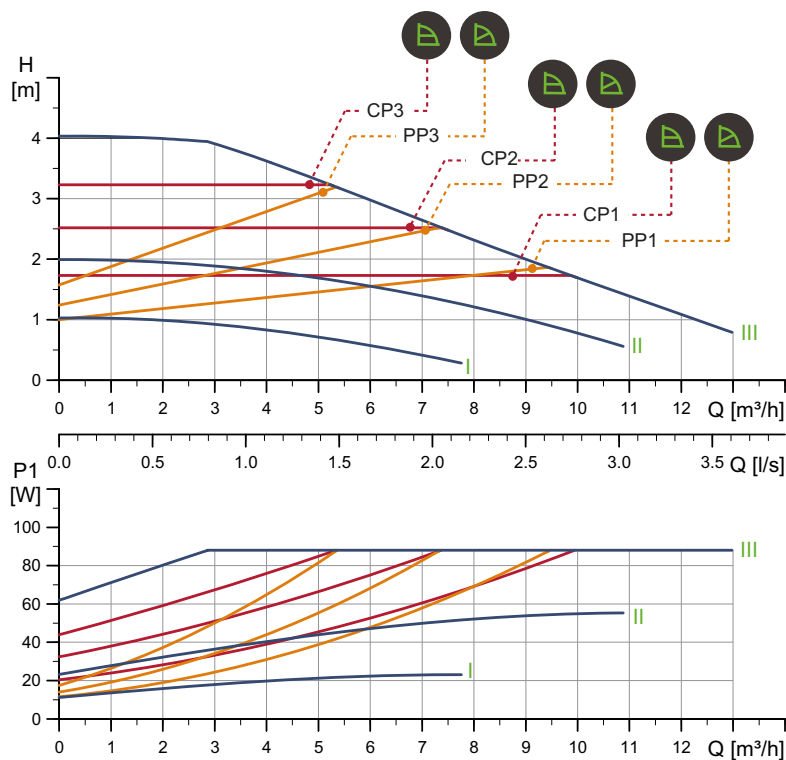 H
[m]
CP3
PP3
CP2
PP2
CP1
PP1
4
3
2
1
0
III
II
I
0 1 2 3 4 5 6 7 8 9 10 11 12 Q [m³/h]
0.0 0.5 1.0 1.5 2.0 2.5 3.0 3.5 Q [l/s]
P1
[W]
100
80
60
40
20
0
III
II
I
0 1 2 3 4 5 6 7 8 9 10 11 12 Q [m³/h]